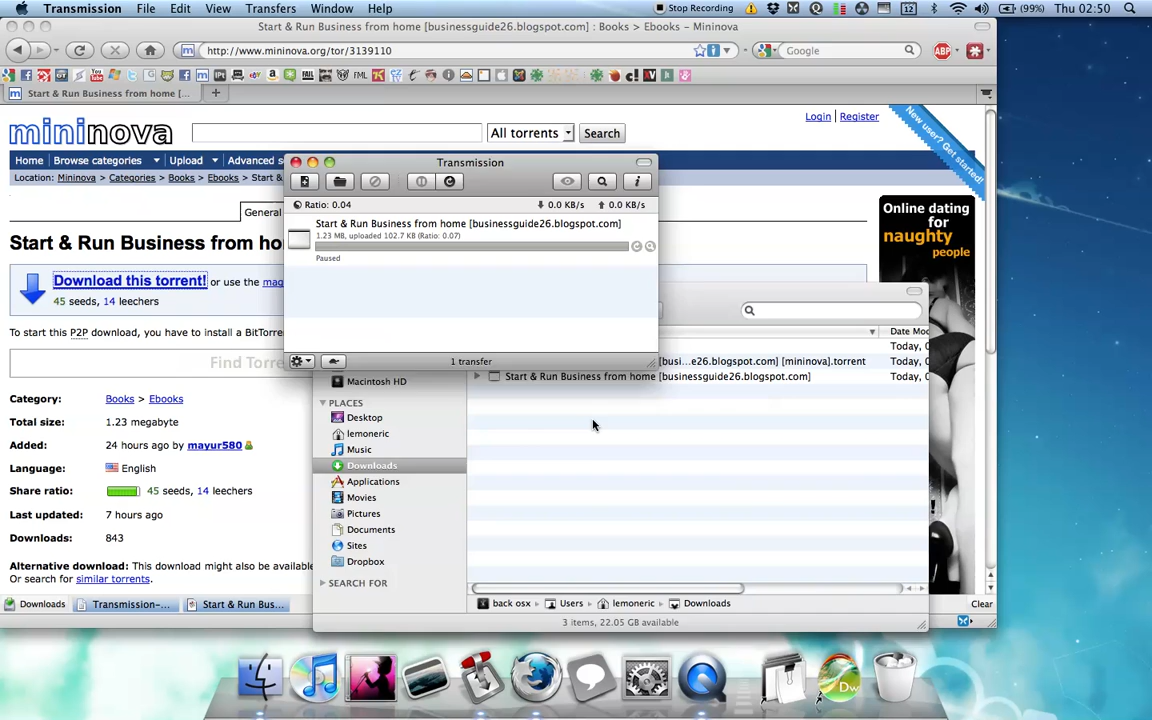 Transmission File Edit View Transfers Window Help
Stop Recording
12
(99%) Thu 02:50
Start & Run Business from home [businessguide26.blogspot.com] : Books > Ebooks – Mininova
http://www.mininova.org/tor/3139110
Google
ABP
Start & Run Business from home [...
mininova
All torrents
Search
Login
Register
New user? Get started!
Home Browse categories Upload Advanced s
Location: Mininova > Categories > Books > Ebooks > Start &
General
Start & Run Business from ho
Download this torrent! or use the mag
45 seeds, 14 leechers
To start this P2P download, you have to install a BitTorre
Find Torre
Category: Books > Ebooks
Total size: 1.23 megabyte
Added: 24 hours ago by mayur580
Language: English
Share ratio: 45 seeds, 14 leechers
Last updated: 7 hours ago
Downloads: 843
Alternative download: This download might also be available
Or search for similar torrents.
Downloads
Transmission-...
Start & Run Bus...
Clear
Transmission
Ratio: 0.04
0.0 KB/s
0.0 KB/s
Start & Run Business from home [businessguide26.blogspot.com]
1.23 MB, uploaded 102.7 KB (Ratio: 0.07)
Paused
1 transfer
Date Mod
Today, 0
[busi...e26.blogspot.com] [mininova].torrent
Today, 0
Start & Run Business from home [businessguide26.blogspot.com]
Today, 0
Macintosh HD
PLACES
Desktop
lemoneric
Music
Downloads
Applications
Movies
Pictures
Documents
Sites
Dropbox
SEARCH FOR
back osx
Users
lemoneric
Downloads
3 items, 22.05 GB available
Online dating
for
naughty
people
Dw